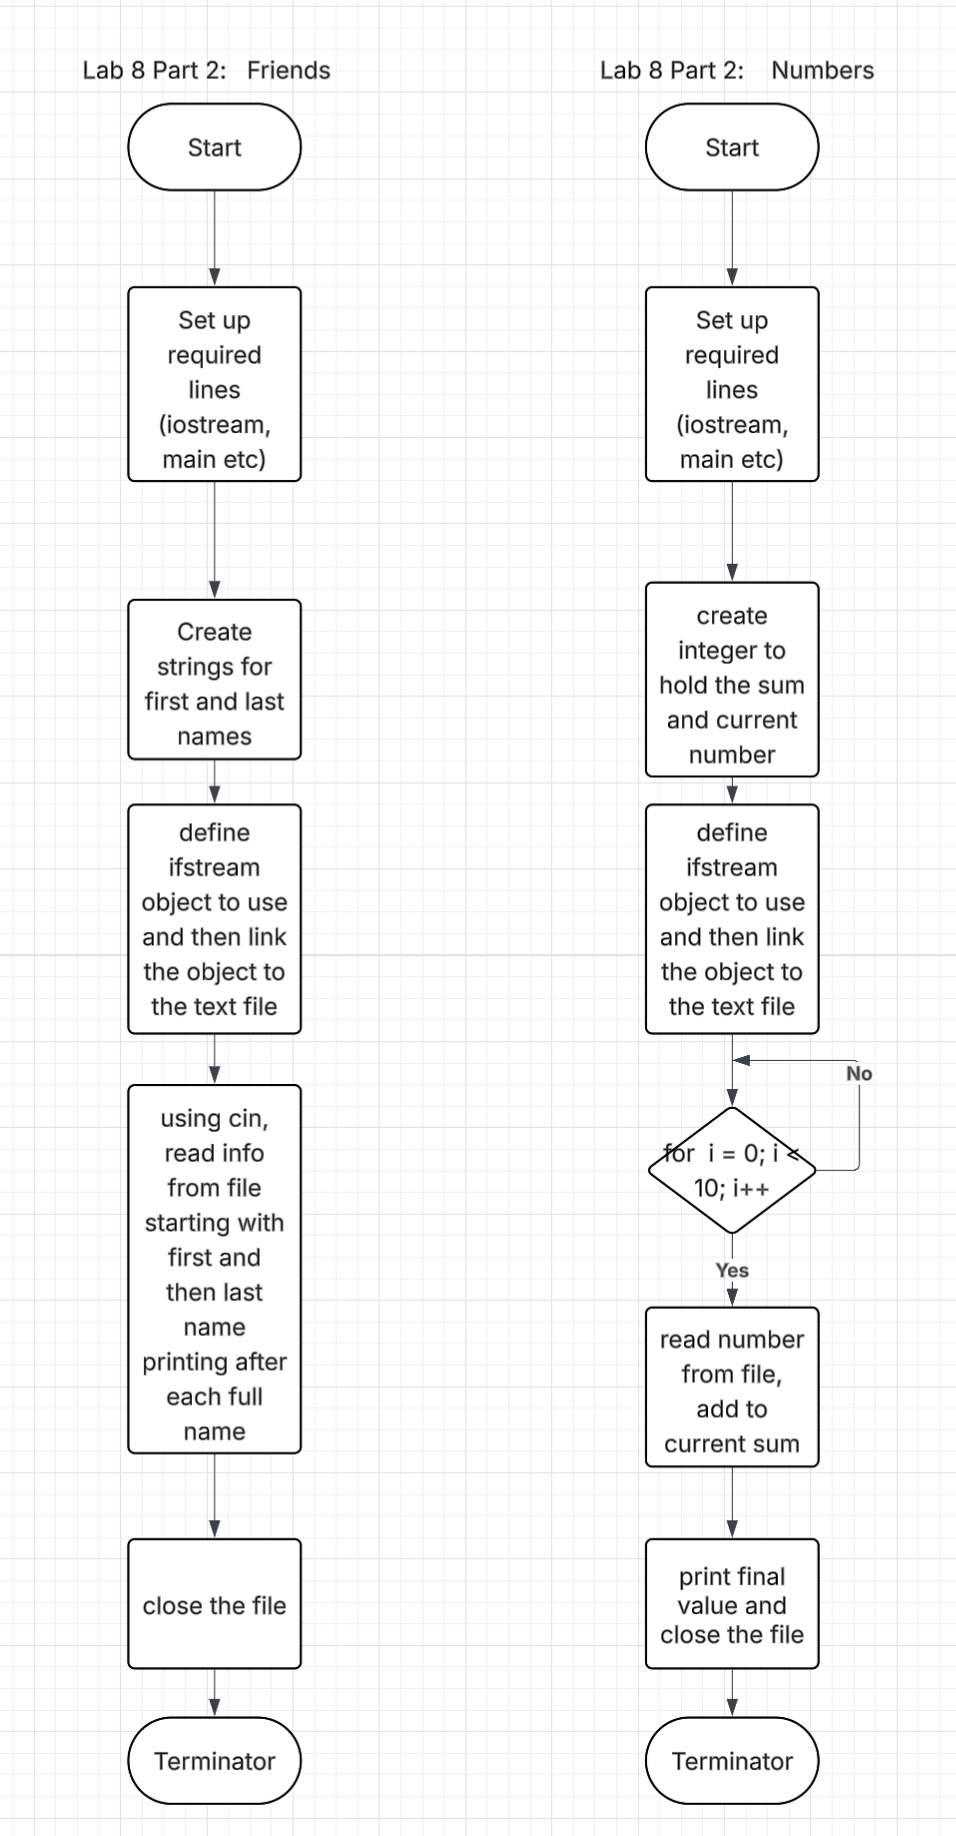 Lab 8 Part 2:   Friends
Start
Set up
required
lines
(iostream,
main etc)
Create
strings for
first and last
names
define
ifstream
object to use
and then link
the object to
the text file
using cin,
read info
from file
starting with
first and
then last
name
printing after
each full
name
close the file
Terminator
Lab 8 Part 2:    Numbers
Start
Set up
required
lines
(iostream,
main etc)
create
integer to
hold the sum
and current
number
define
ifstream
object to use
and then link
the object to
the text file
No
for  i = 0; i <
10; i++
Yes
read number
from file,
add to
current sum
print final
value and
close the file
Terminator